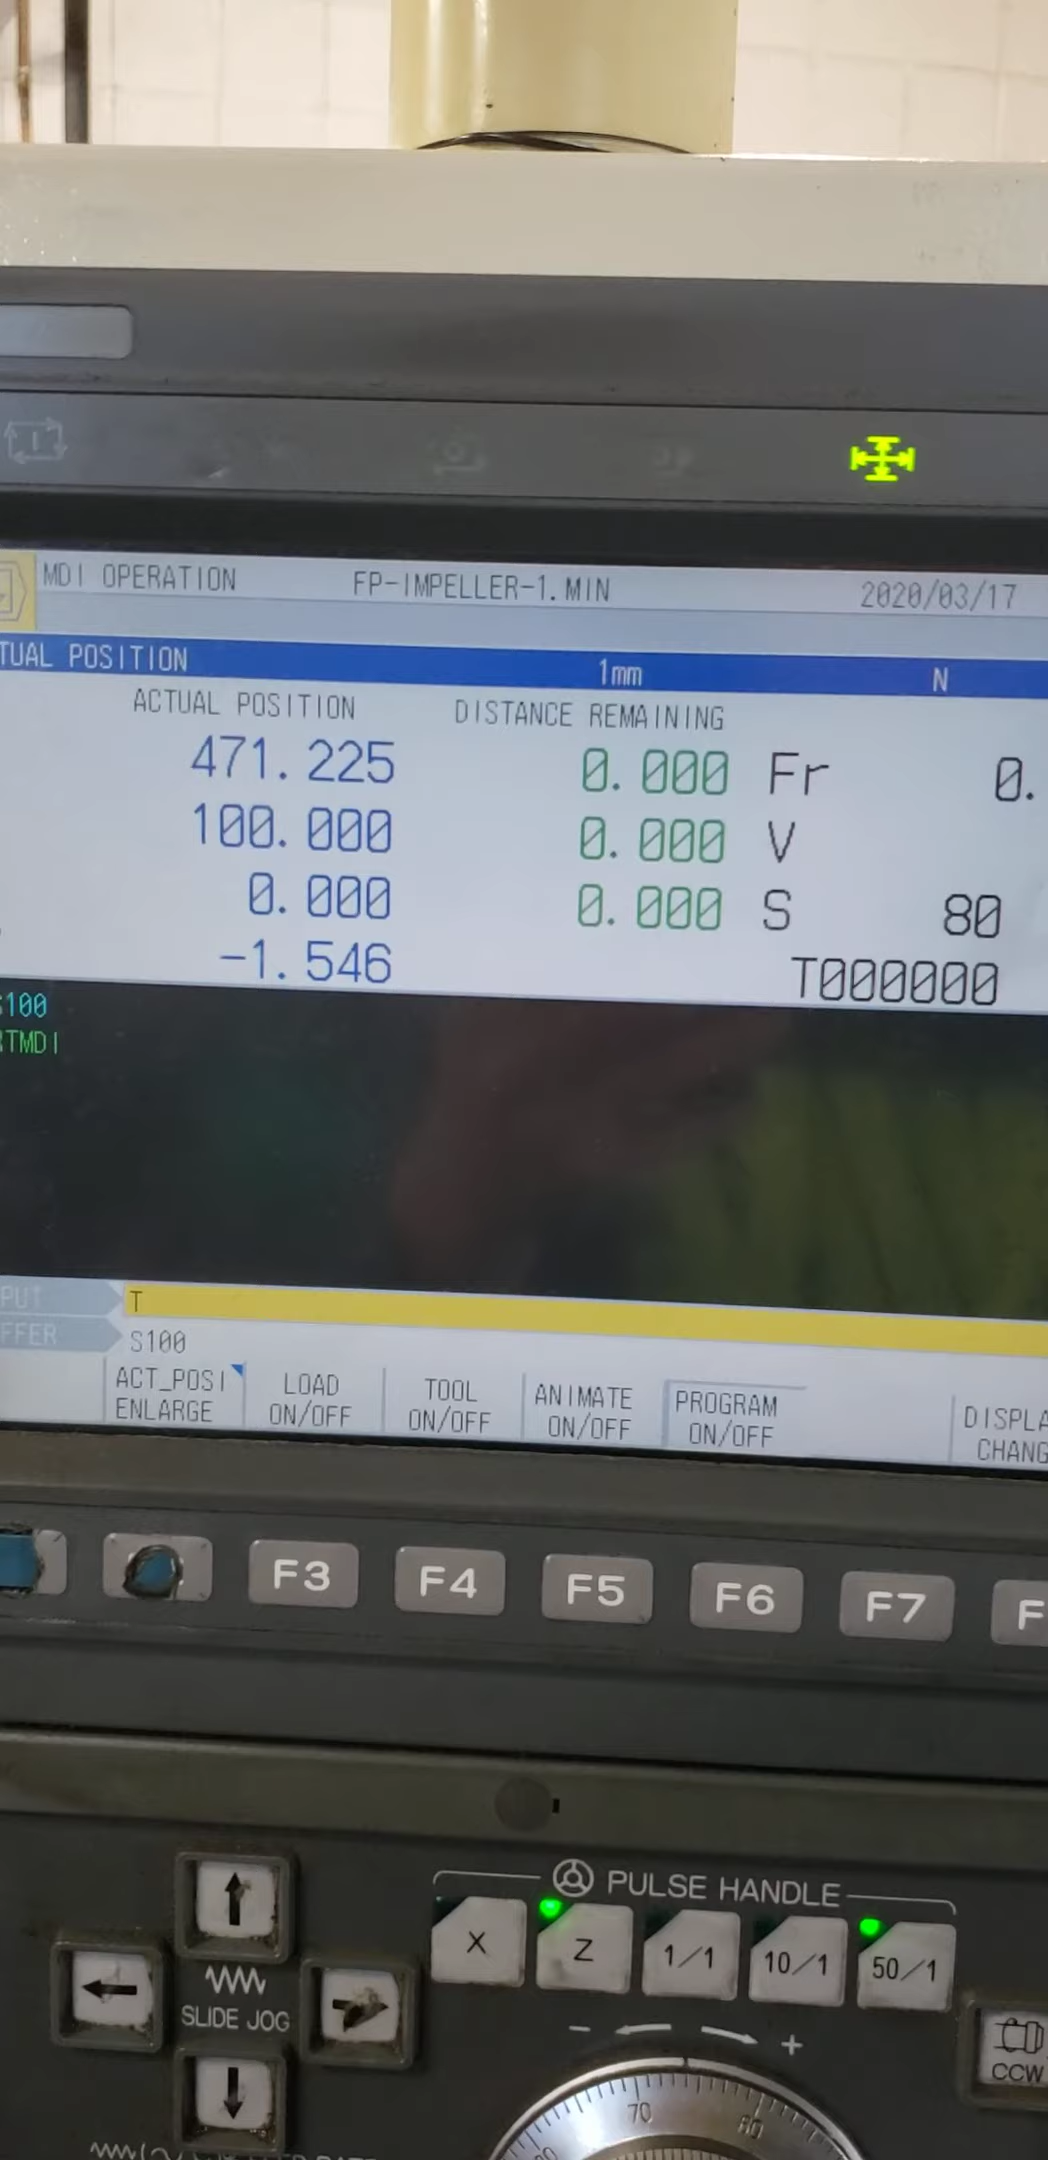 MDI OPERATION FP-IMPELLER-1.MIN 2020/03/17
TUAL POSITION 1mm N
ACTUAL POSITION DISTANCE REMAINING
471.225 0.000 Fr 0.
100.000 0.000 V
0.000 0.000 S 80
-1.546 T000000
S100
TMDI
PUT T
FFER S100
ACT_POSI LOAD TOOL ANIMATE PROGRAM DISPLA
ENLARGE ON/OFF ON/OFF ON/OFF ON/OFF CHANG
F3 F4 F5 F6 F7 F
PULSE HANDLE
X Z 1/1 10/1 50/1
SLIDE JOG
- +
CCW
70 80